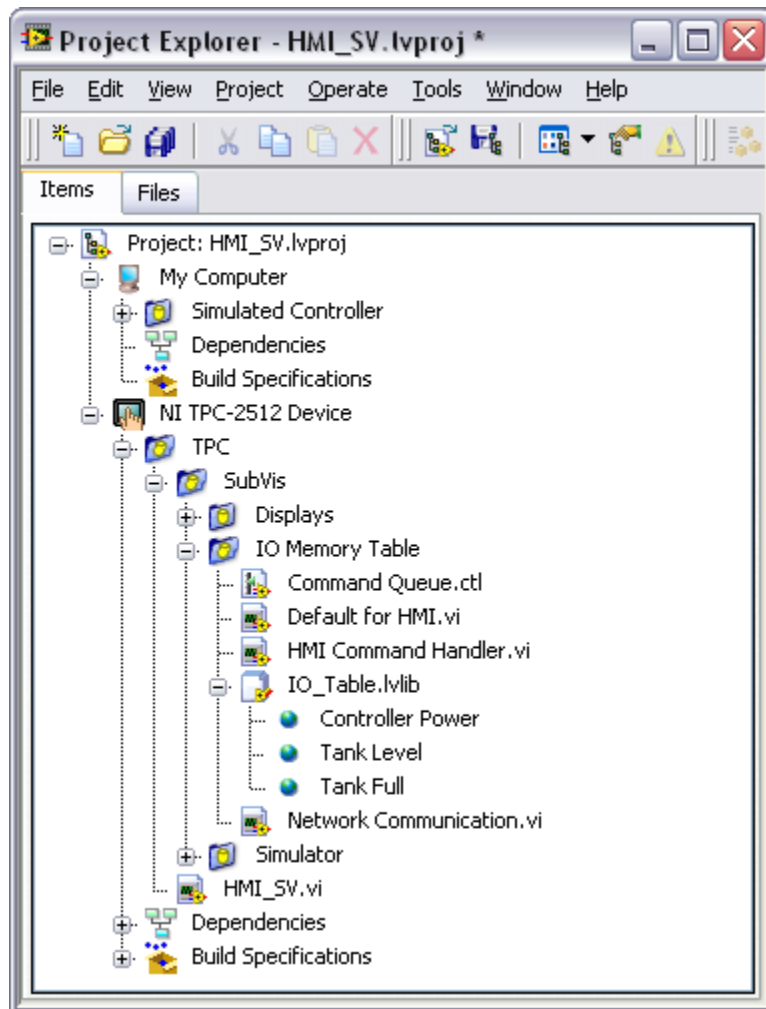 Project Explorer - HMI_SV.lvproj *
File Edit View Project Operate Tools Window Help
Items Files
Project: HMI_SV.lvproj
My Computer
Simulated Controller
Dependencies
Build Specifications
NI TPC-2512 Device
TPC
SubVis
Displays
IO Memory Table
Command Queue.ctl
Default for HMI.vi
HMI Command Handler.vi
IO_Table.lvlib
Controller Power
Tank Level
Tank Full
Network Communication.vi
Simulator
HMI_SV.vi
Dependencies
Build Specifications